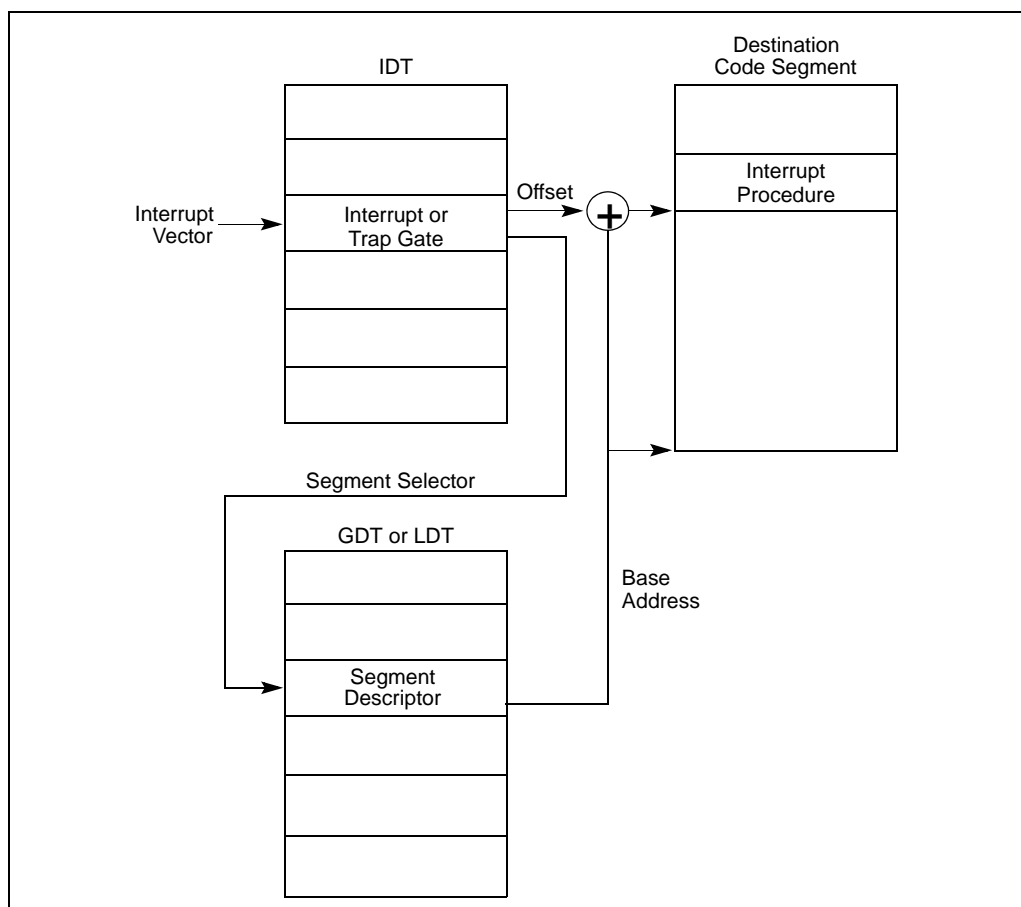 Destination
Code Segment
IDT
Interrupt
Procedure
Offset
+
Interrupt
Vector
Interrupt or
Trap Gate
Segment Selector
GDT or LDT
Base
Address
Segment
Descriptor